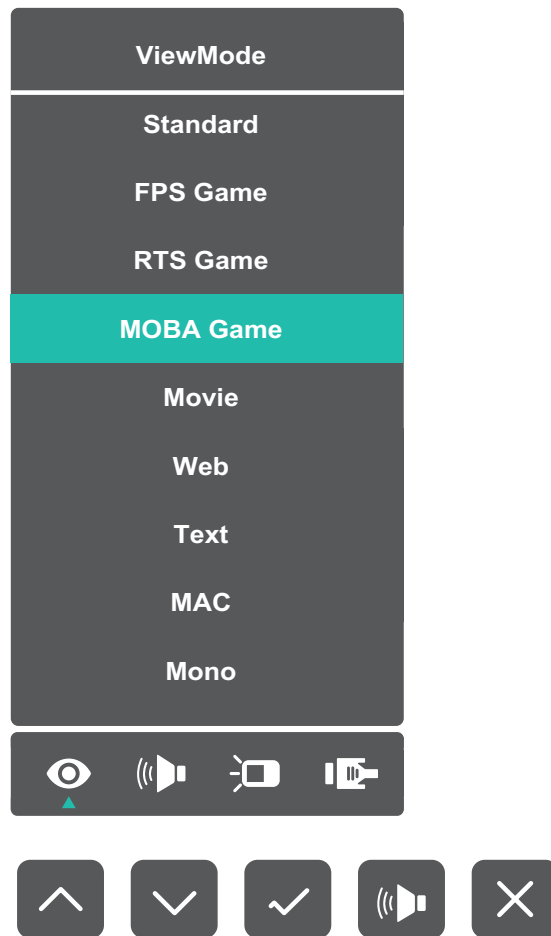 ViewMode
Standard
FPS Game
RTS Game
MOBA Game
Movie
Web
Text
MAC
Mono